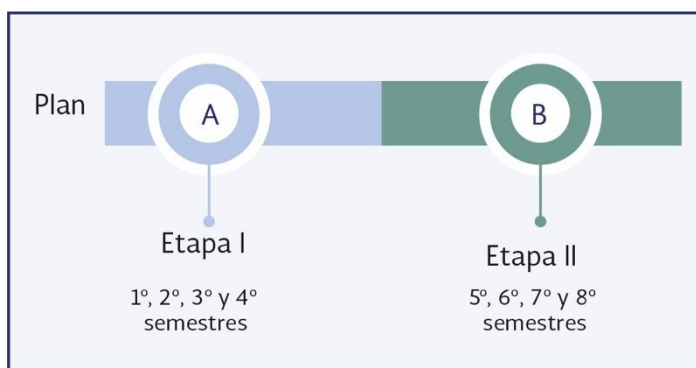 Plan
A
B
Etapa I
1º, 2º, 3º y 4º
semestres
Etapa II
5º, 6º, 7º y 8º
semestres